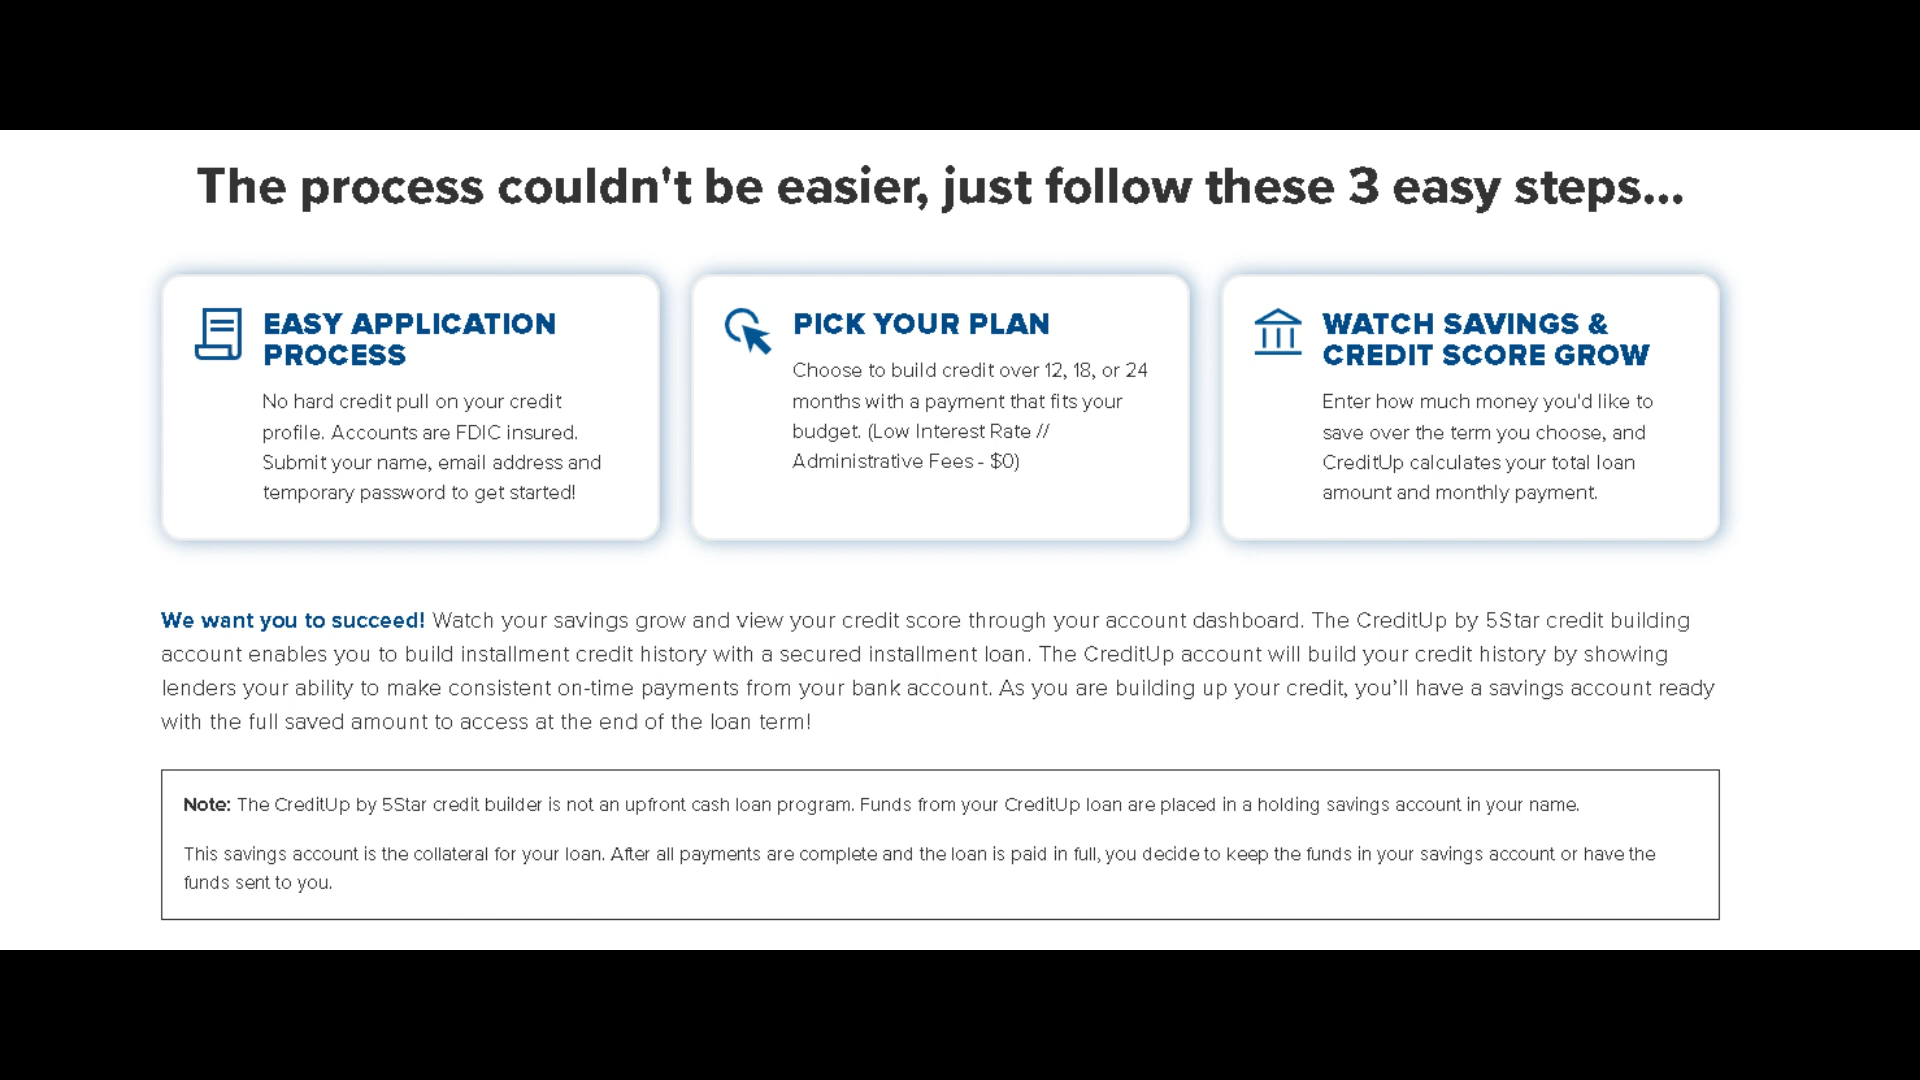 The process couldn't be easier, just follow these 3 easy steps...
EASY APPLICATION
PROCESS
No hard credit pull on your credit
profile. Accounts are FDIC insured.
Submit your name, email address and
temporary password to get started!
PICK YOUR PLAN
Choose to build credit over 12, 18, or 24
months with a payment that fits your
budget. (Low Interest Rate //
Administrative Fees - $0)
WATCH SAVINGS &
CREDIT SCORE GROW
Enter how much money you'd like to
save over the term you choose, and
CreditUp calculates your total loan
amount and monthly payment.
We want you to succeed! Watch your savings grow and view your credit score through your account dashboard. The CreditUp by 5Star credit building
account enables you to build installment credit history with a secured installment loan. The CreditUp account will build your credit history by showing
lenders your ability to make consistent on-time payments from your bank account. As you are building up your credit, you’ll have a savings account ready
with the full saved amount to access at the end of the loan term!
Note: The CreditUp by 5Star credit builder is not an upfront cash loan program. Funds from your CreditUp loan are placed in a holding savings account in your name.
This savings account is the collateral for your loan. After all payments are complete and the loan is paid in full, you decide to keep the funds in your savings account or have the
funds sent to you.